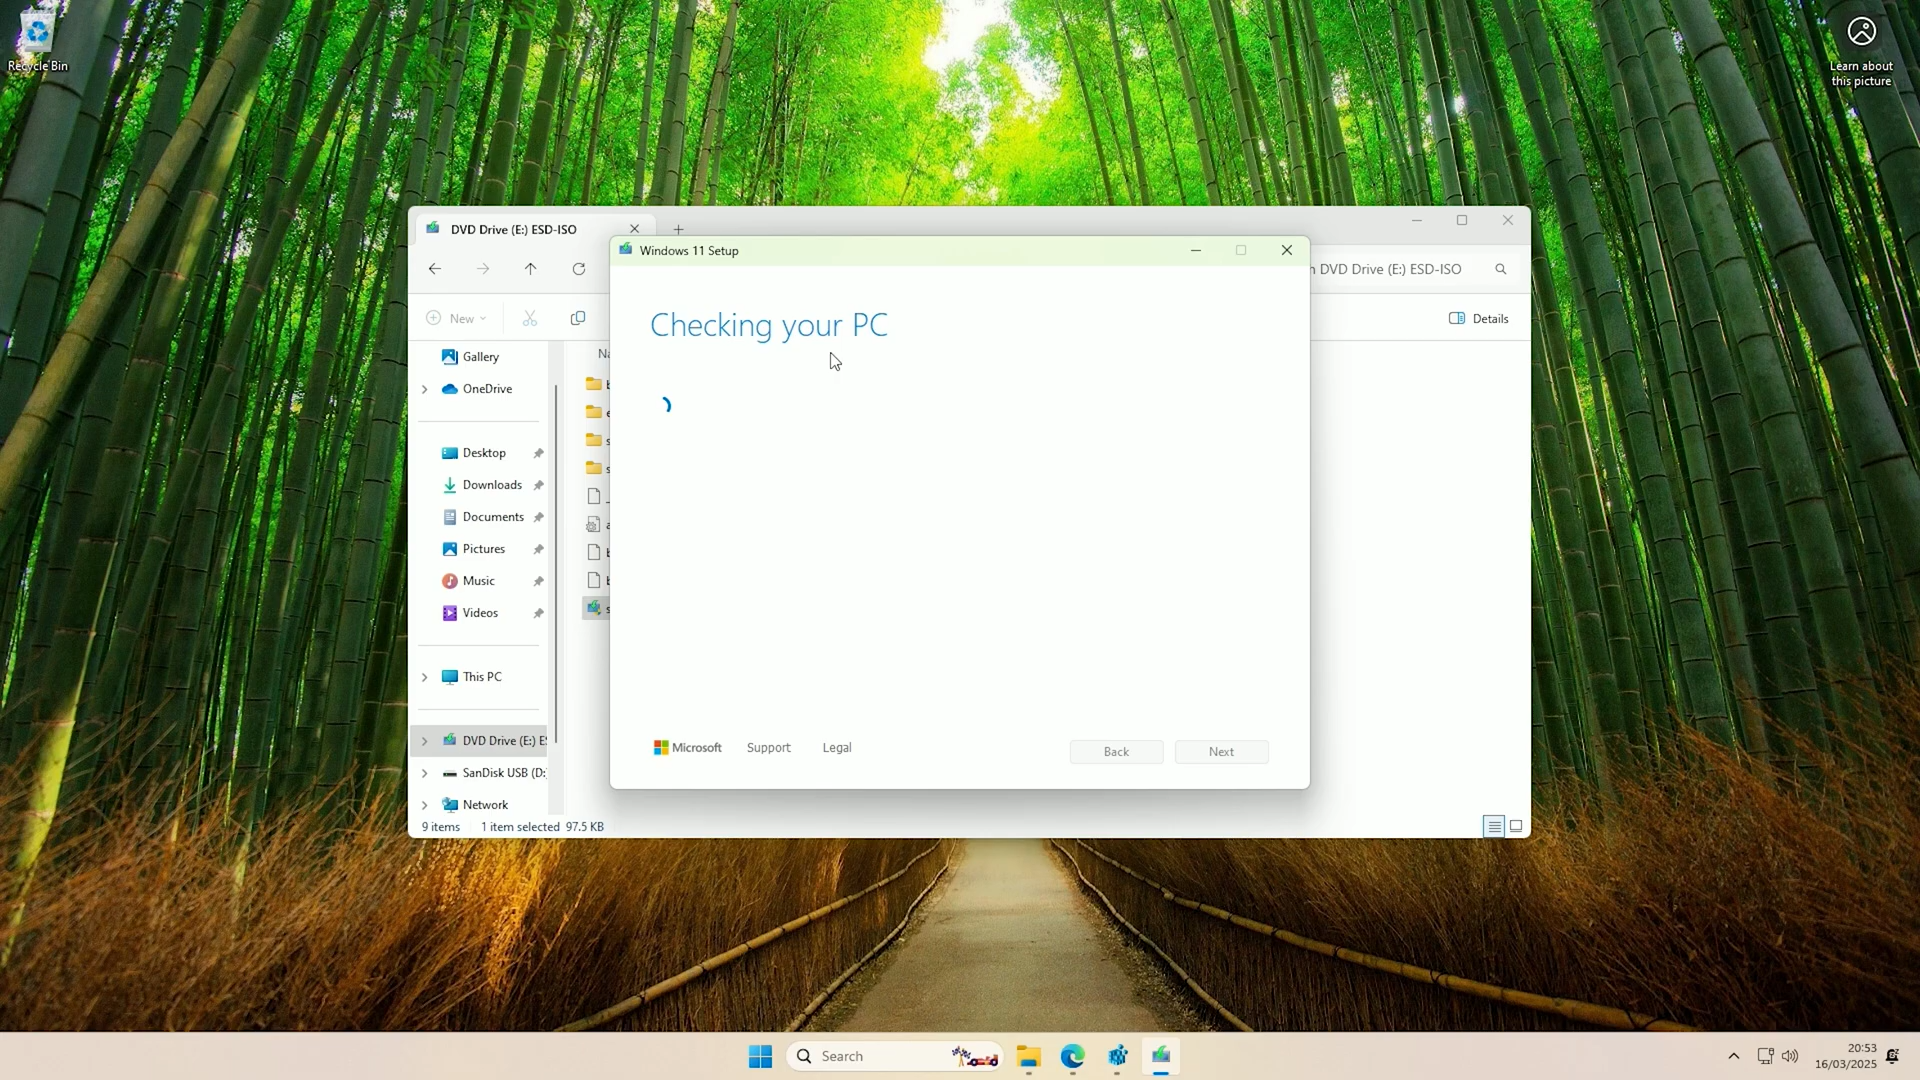 Recycle Bin
Learn about
this picture
DVD Drive (E:) ESD-ISO
Windows 11 Setup
DVD Drive (E:) ESD-ISO
New
Details
Checking your PC
Gallery
OneDrive
Desktop
Downloads
Documents
Pictures
Music
Videos
This PC
DVD Drive (E:) ES
SanDisk USB (D:
Network
Microsoft
Support
Legal
Back
Next
9 items
1 item selected 97.5 KB
Search
20:53
16/03/2025